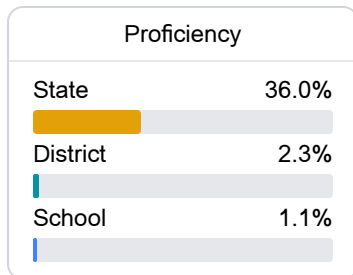 Proficiency
State 36.0%
District 2.3%
School 1.1%